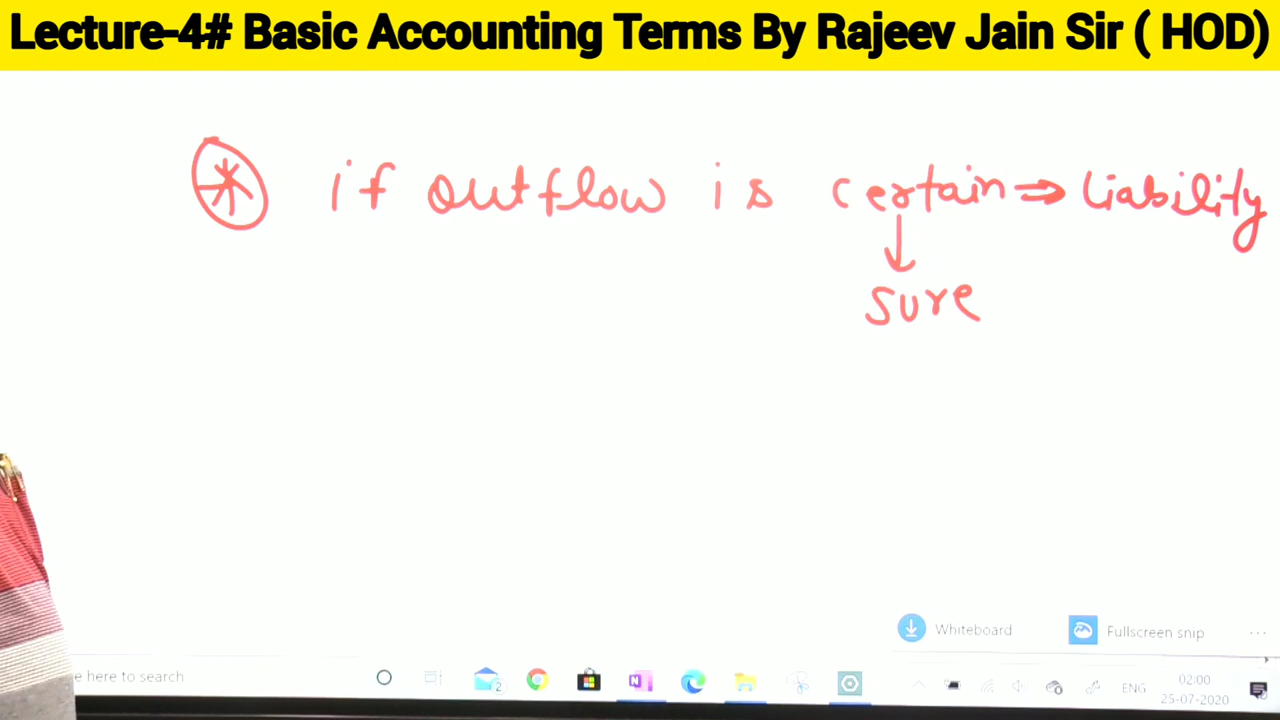 Lecture-4# Basic Accounting Terms By Rajeev Jain Sir ( HOD)
if outflow is certain ⇒ Liability
↓
sure
Whiteboard
Fullscreen snip
e here to search
2
ENG
02:00
25-07-2020